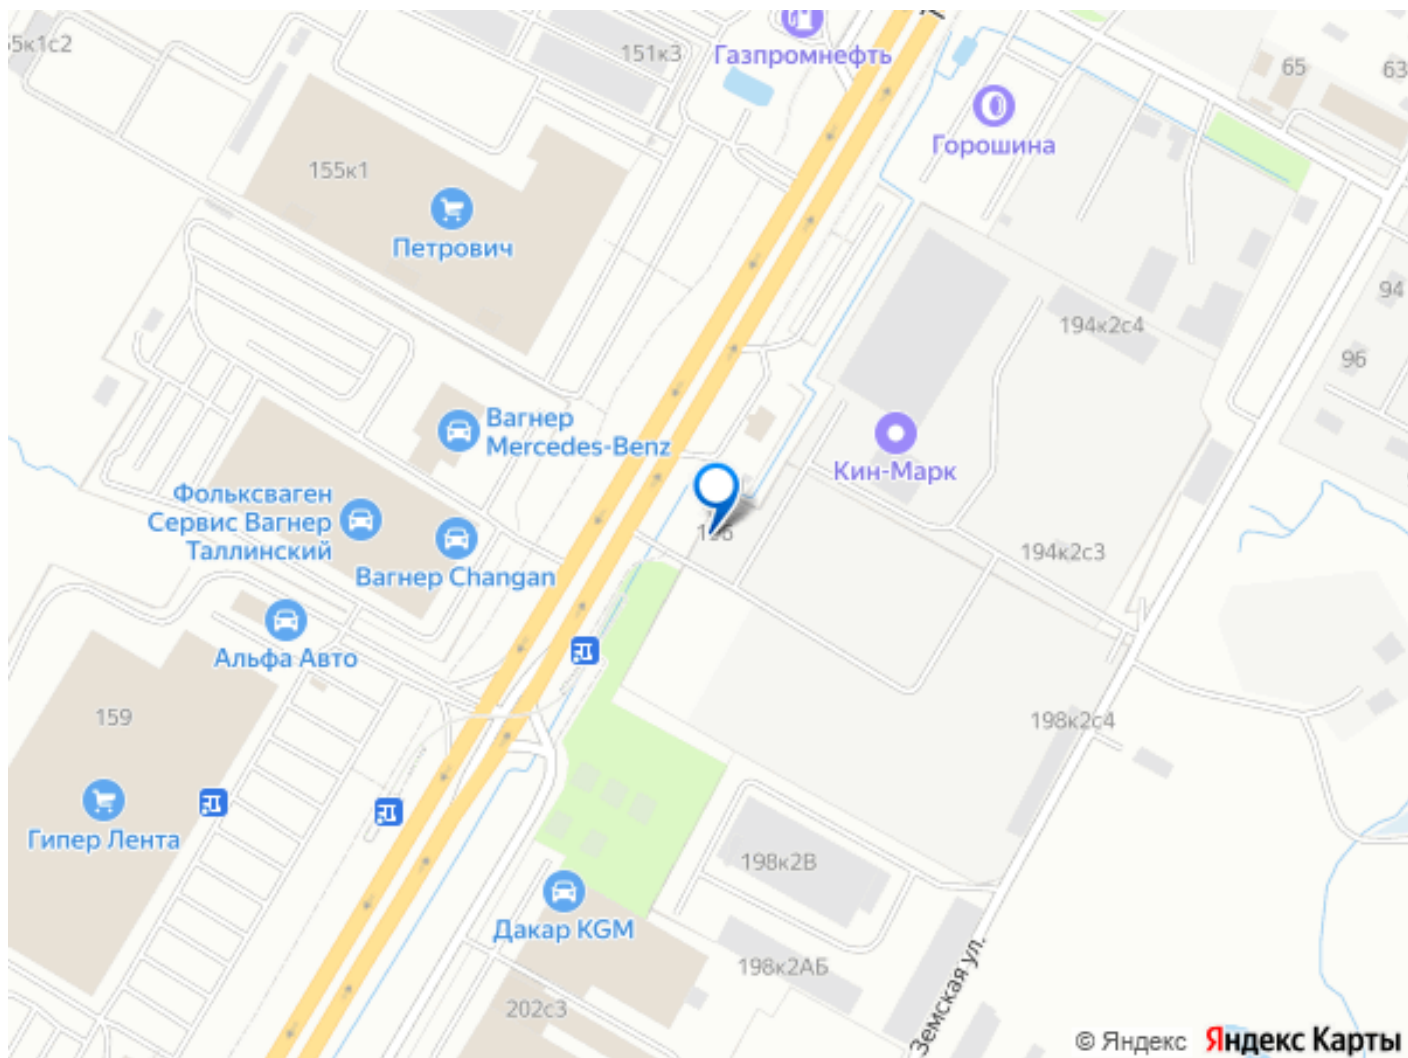 5к1с2
151к3
Газпромнефть
65
63
Горошина
155к1
Петрович
94
194к2с4
96
Вагнер
Mercedes-Benz
Кин-Марк
Фольксваген
Сервис Вагнер
Таллинский
Вагнер Changan
194к2с3
Альфа Авто
159
198к2с4
Гипер Лента
198к2В
Дакар KGM
198к2АБ
202с3
Земская ул.
© Яндекс Яндекс Карты